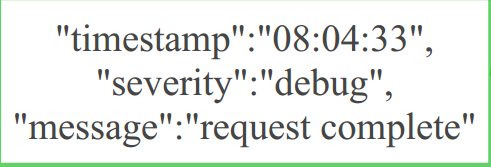 "timestamp":"08:04:33",
"severity":"debug",
"message":"request complete"